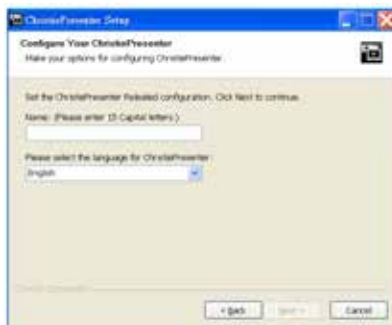 ChristiePresenter Setup
Configure Your ChristiePresenter
Make your options for configuring ChristiePresenter.
Set the ChristiePresenter Released configuration. Click Next to continue.
Name: (Please enter 15 Capital letters.)
Please select the language for ChristiePresenter:
English
< Back
Next >
Cancel